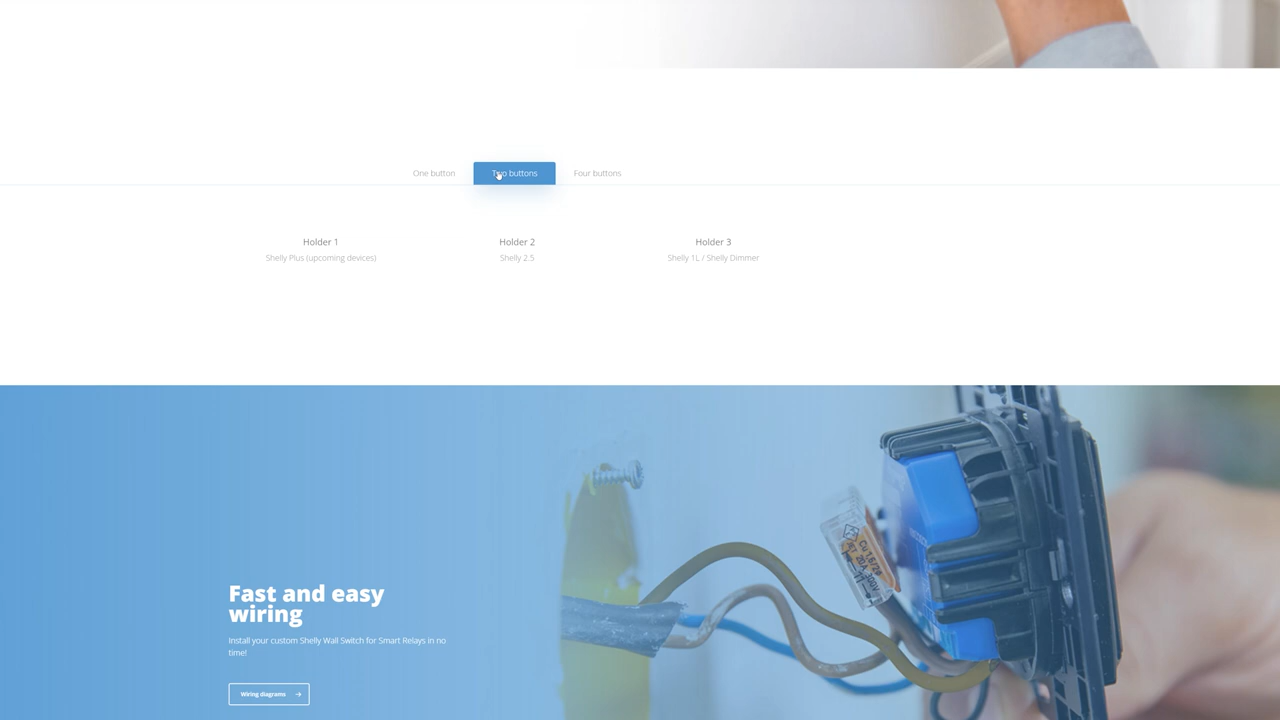 One button Two buttons Four buttons
Holder 1 Holder 2 Holder 3
Shelly Plus (upcoming devices) Shelly 2.5 Shelly 1L / Shelly Dimmer
Fast and easy
wiring
Install your custom Shelly Wall Switch for Smart Relays in no
time!
Wiring diagrams